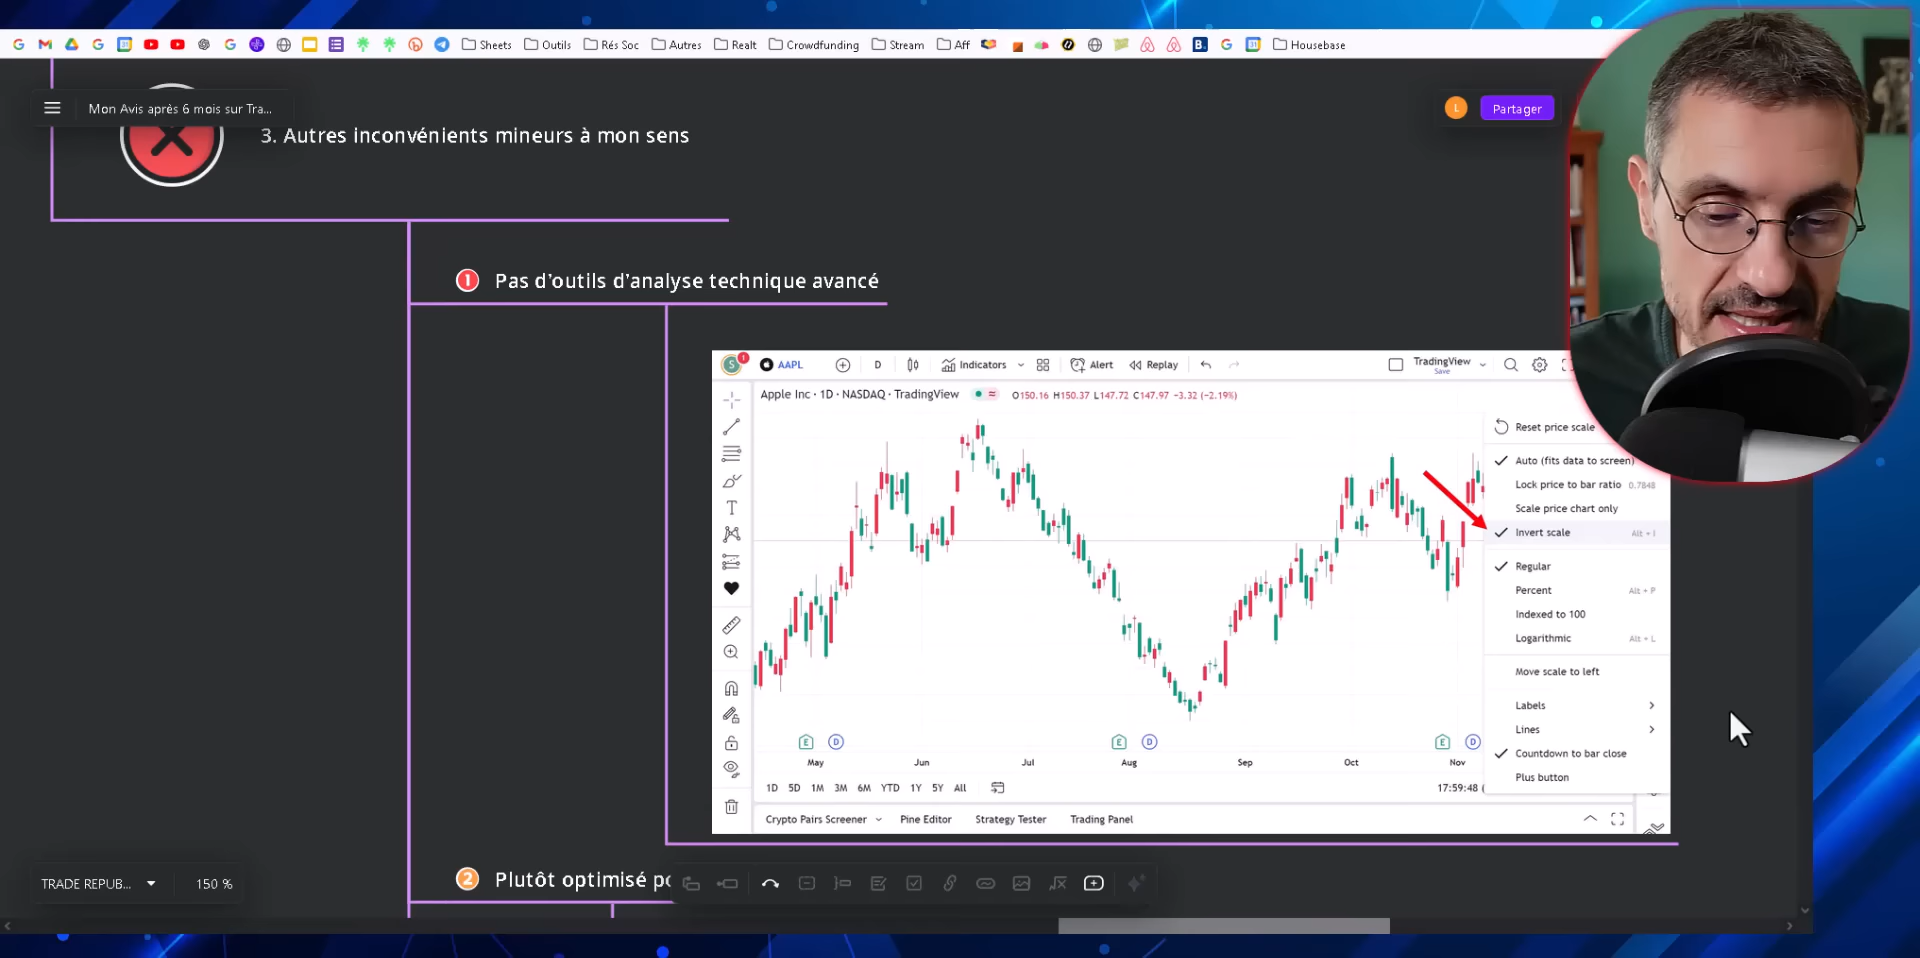 Sheets Outils Rés Soc Autres Realt Crowdfunding Stream Aff Housebase
Mon Avis après 6 mois sur Tra...
L Partager
3. Autres inconvénients mineurs à mon sens
1 Pas d'outils d'analyse technique avancé
S 1 AAPL D Indicators Alert Replay TradingView
Save
Apple Inc · 1D · NASDAQ · TradingView O150.16 H150.37 L147.72 C147.97 −3.32 (−2.19%)
Reset price scale
Auto (fits data to screen)
Lock price to bar ratio 0.7848
Scale price chart only
Invert scale Alt + I
Regular
Percent Alt + P
Indexed to 100
Logarithmic Alt + L
Move scale to left
Labels
Lines
Countdown to bar close
Plus button
E D E D E D
May Jun Jul Aug Sep Oct Nov
1D 5D 1M 3M 6M YTD 1Y 5Y All 17:59:48 (
Crypto Pairs Screener Pine Editor Strategy Tester Trading Panel
2 Plutôt optimisé po
TRADE REPUB... 150 %